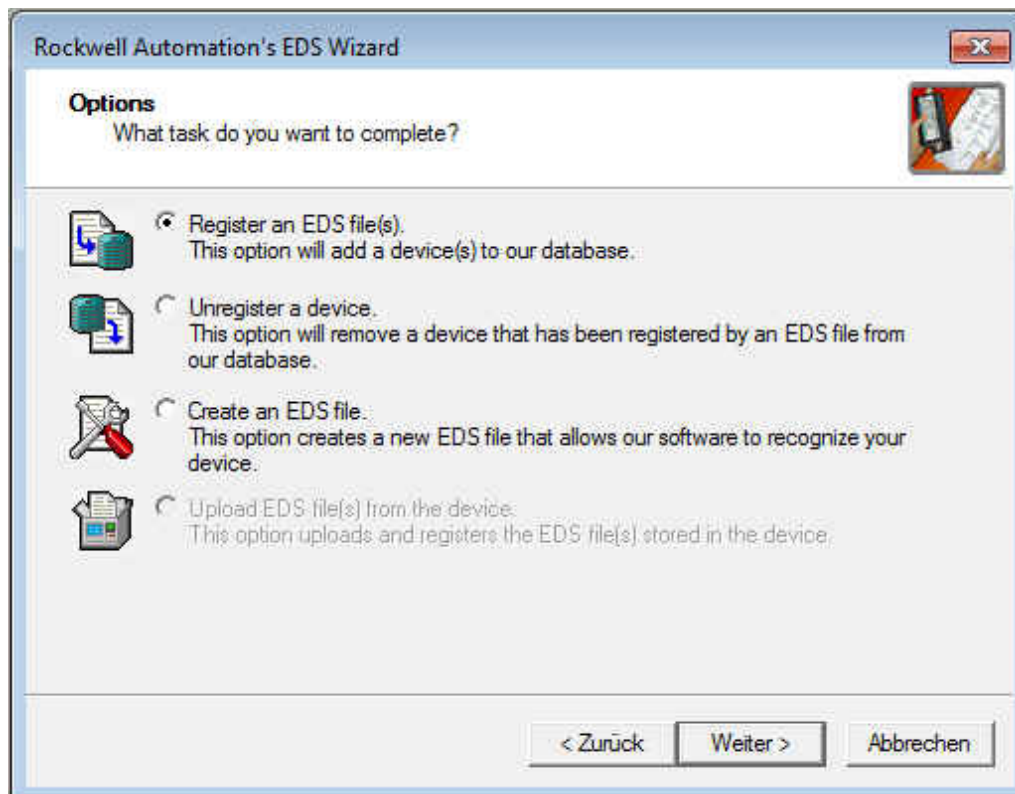 Rockwell Automation's EDS Wizard
Options
What task do you want to complete?
Register an EDS file(s).
This option will add a device(s) to our database.
Unregister a device.
This option will remove a device that has been registered by an EDS file from
our database.
Create an EDS file.
This option creates a new EDS file that allows our software to recognize your
device.
Upload EDS file(s) from the device.
This option uploads and registers the EDS file(s) stored in the device.
< Zurück
Weiter >
Abbrechen